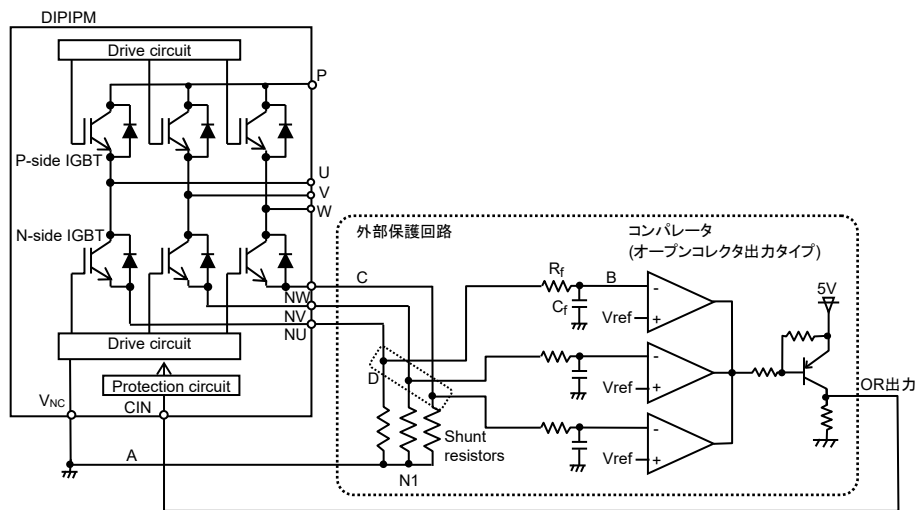 DIPIPM
Drive circuit
P
P-side IGBT
U
V
W
N-side IGBT
外部保護回路
コンパレータ
(オープンコレクタ出力タイプ)
C
Rf
B
Cf
-
Vref
+
5V
NW
NV
NU
Drive circuit
D
-
Vref
+
Protection circuit
OR出力
VNC
CIN
Shunt
resistors
-
Vref
+
A
N1